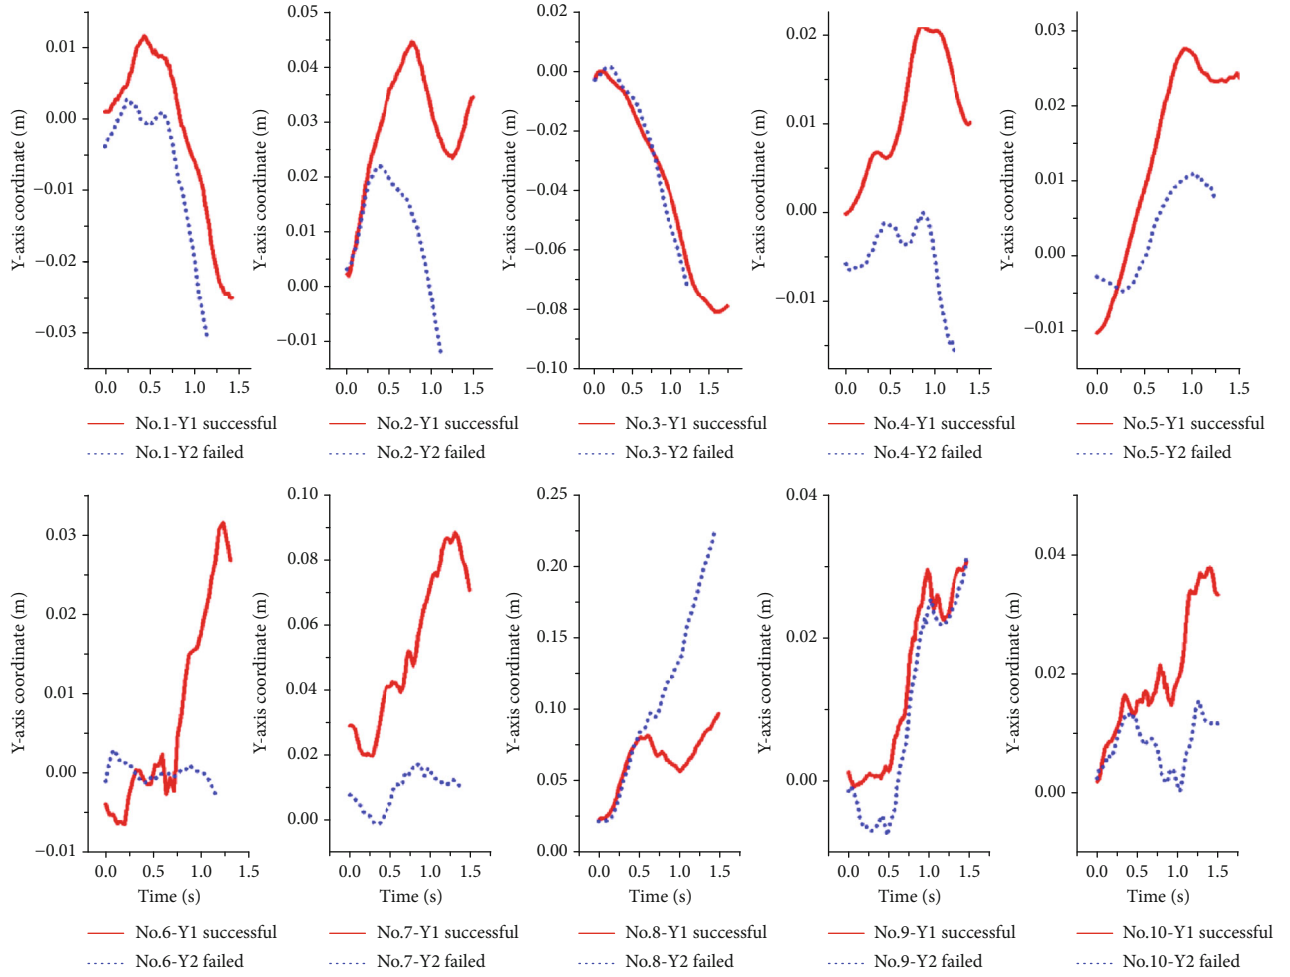 Y-axis coordinate (m)
0.01
0.00
−0.01
−0.02
−0.03
0.0 0.5 1.0 1.5
No.1-Y1 successful
No.1-Y2 failed
Y-axis coordinate (m)
0.05
0.04
0.03
0.02
0.01
0.00
−0.01
0.0 0.5 1.0 1.5
No.2-Y1 successful
No.2-Y2 failed
Y-axis coordinate (m)
0.02
0.00
−0.02
−0.04
−0.06
−0.08
−0.10
0.0 0.5 1.0 1.5
No.3-Y1 successful
No.3-Y2 failed
Y-axis coordinate (m)
0.02
0.01
0.00
−0.01
0.0 0.5 1.0 1.5
No.4-Y1 successful
No.4-Y2 failed
Y-axis coordinate (m)
0.03
0.02
0.01
0.00
−0.01
0.0 0.5 1.0 1.5
No.5-Y1 successful
No.5-Y2 failed
Y-axis coordinate (m)
0.03
0.02
0.01
0.00
−0.01
0.0 0.5 1.0 1.5
Time (s)
No.6-Y1 successful
No.6-Y2 failed
Y-axis coordinate (m)
0.10
0.08
0.06
0.04
0.02
0.00
0.0 0.5 1.0 1.5
Time (s)
No.7-Y1 successful
No.7-Y2 failed
Y-axis coordinate (m)
0.25
0.20
0.15
0.10
0.05
0.00
0.0 0.5 1.0 1.5
Time (s)
No.8-Y1 successful
No.8-Y2 failed
Y-axis coordinate (m)
0.04
0.02
0.00
0.0 0.5 1.0 1.5
Time (s)
No.9-Y1 successful
No.9-Y2 failed
Y-axis coordinate (m)
0.04
0.02
0.00
0.0 0.5 1.0 1.5
Time (s)
No.10-Y1 successful
No.10-Y2 failed